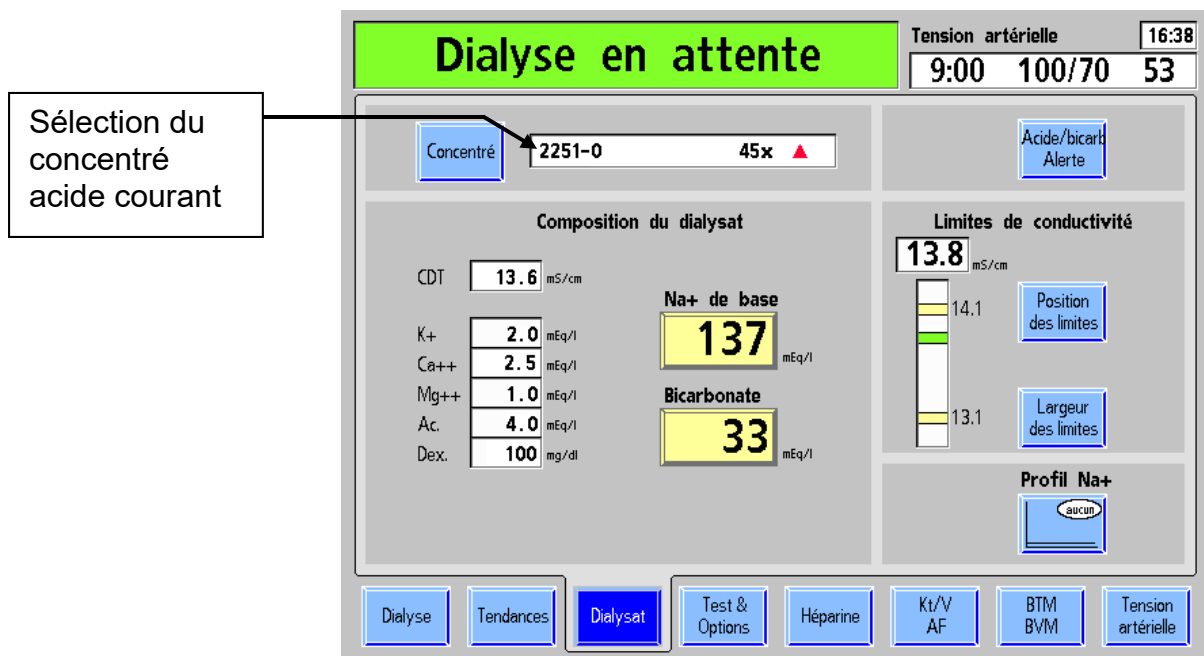 Sélection du
concentré
acide courant
Dialyse en attente
Tension artérielle 16:38
9:00 100/70 53
Concentré 2251-0 45x
Acide/bicarb
Alerte
Composition du dialysat
CDT 13.6 mS/cm
K+ 2.0 mEq/l
Ca++ 2.5 mEq/l
Mg++ 1.0 mEq/l
Ac. 4.0 mEq/l
Dex. 100 mg/dl
Na+ de base
137 mEq/l
Bicarbonate
33 mEq/l
Limites de conductivité
13.8 mS/cm
14.1
13.1
Position
des limites
Largeur
des limites
Profil Na+
aucun
Dialyse
Tendances
Dialysat
Test &
Options
Héparine
Kt/V
AF
BTM
BVM
Tension
artérielle